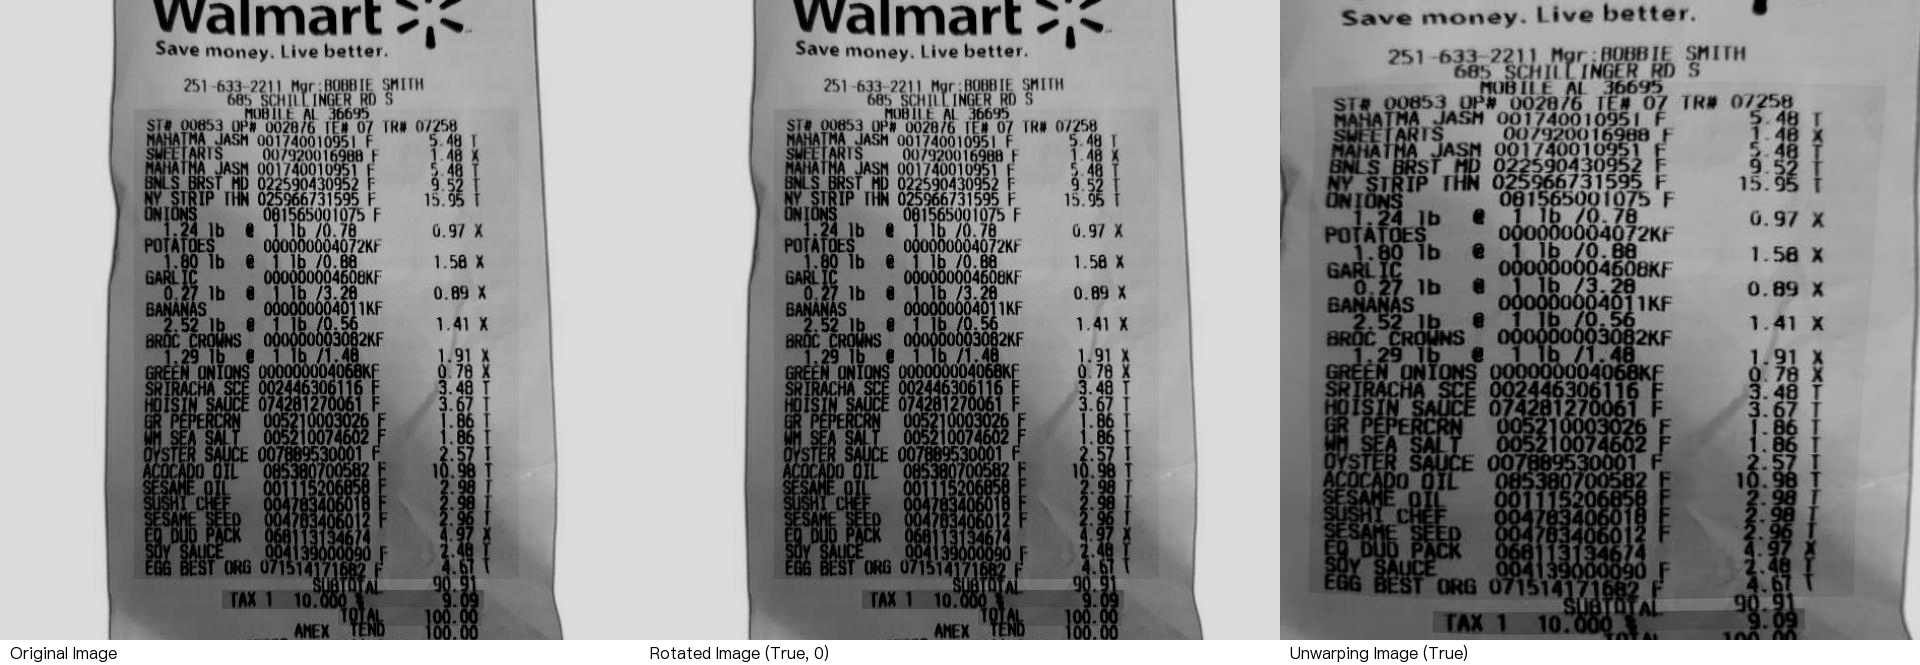 Walmart
Save money. Live better.
251-633-2211 Mgr:BOBBIE SMITH
685 SCHILLINGER RD S
MOBILE AL 36695
ST# 00853 OP# 002876 TE# 07 TR# 07258
MAHATMA JASM 001740010951 F 5.48 T
SWEETARTS 007920016988 F 1.48 X
MAHATMA JASM 001740010951 F 5.48 T
BNLS BRST MD 022590430952 F 9.52 T
NY STRIP THN 025966731595 F 15.95 T
ONIONS 081565001075 F
1.24 lb @ 1 lb /0.78 0.97 X
POTATOES 000000004072KF
1.80 lb @ 1 lb /0.88 1.58 X
GARLIC 000000004608KF
0.27 lb @ 1 lb /3.28 0.89 X
BANANAS 000000004011KF
2.52 lb @ 1 lb /0.56 1.41 X
BROC CROWNS 000000003082KF
1.29 lb @ 1 lb /1.48 1.91 X
GREEN ONIONS 000000004068KF 0.78 X
SRIRACHA SCE 002446306116 F 3.48 T
HOISIN SAUCE 074281270061 F 3.67 T
GR PEPERCRN 005210003026 F 1.86 T
WM SEA SALT 005210074602 F 1.86 T
OYSTER SAUCE 007889530001 F 2.57 T
ACOCADO OIL 085380700582 F 10.98 T
SESAME OIL 001115206858 F 2.98 T
SUSHI CHEF 004783406018 F 2.98 T
SESAME SEED 004783406012 F 2.96 T
EQ DUO PACK 068113134674 4.97 X
SOY SAUCE 004139000090 F 2.48 T
EGG BEST ORG 071514171682 F 4.67 T
SUBTOTAL 90.91
TAX 1 10.000 % 9.09
TOTAL 100.00
AMEX TEND 100.00
Original Image
Walmart
Save money. Live better.
251-633-2211 Mgr:BOBBIE SMITH
685 SCHILLINGER RD S
MOBILE AL 36695
ST# 00853 OP# 002876 TE# 07 TR# 07258
MAHATMA JASM 001740010951 F 5.48 T
SWEETARTS 007920016988 F 1.48 X
MAHATMA JASM 001740010951 F 5.48 T
BNLS BRST MD 022590430952 F 9.52 T
NY STRIP THN 025966731595 F 15.95 T
ONIONS 081565001075 F
1.24 lb @ 1 lb /0.78 0.97 X
POTATOES 000000004072KF
1.80 lb @ 1 lb /0.88 1.58 X
GARLIC 000000004608KF
0.27 lb @ 1 lb /3.28 0.89 X
BANANAS 000000004011KF
2.52 lb @ 1 lb /0.56 1.41 X
BROC CROWNS 000000003082KF
1.29 lb @ 1 lb /1.48 1.91 X
GREEN ONIONS 000000004068KF 0.78 X
SRIRACHA SCE 002446306116 F 3.48 T
HOISIN SAUCE 074281270061 F 3.67 T
GR PEPERCRN 005210003026 F 1.86 T
WM SEA SALT 005210074602 F 1.86 T
OYSTER SAUCE 007889530001 F 2.57 T
ACOCADO OIL 085380700582 F 10.98 T
SESAME OIL 001115206858 F 2.98 T
SUSHI CHEF 004783406018 F 2.98 T
SESAME SEED 004783406012 F 2.96 T
EQ DUO PACK 068113134674 4.97 X
SOY SAUCE 004139000090 F 2.48 T
EGG BEST ORG 071514171682 F 4.67 T
SUBTOTAL 90.91
TAX 1 10.000 % 9.09
TOTAL 100.00
AMEX TEND 100.00
Rotated Image (True, 0)
Save money. Live better.
251-633-2211 Mgr:BOBBIE SMITH
685 SCHILLINGER RD S
MOBILE AL 36695
ST# 00853 OP# 002876 TE# 07 TR# 07258
MAHATMA JASM 001740010951 F 5.48 T
SWEETARTS 007920016988 F 1.48 X
MAHATMA JASM 001740010951 F 5.48 T
BNLS BRST MD 022590430952 F 9.52 T
NY STRIP THN 025966731595 F 15.95 T
ONIONS 081565001075 F
1.24 lb @ 1 lb /0.78 0.97 X
POTATOES 000000004072KF
1.80 lb @ 1 lb /0.88 1.58 X
GARLIC 000000004608KF
0.27 lb @ 1 lb /3.28 0.89 X
BANANAS 000000004011KF
2.52 lb @ 1 lb /0.56 1.41 X
BROC CROWNS 000000003082KF
1.29 lb @ 1 lb /1.48 1.91 X
GREEN ONIONS 000000004068KF 0.78 X
SRIRACHA SCE 002446306116 F 3.48 T
HOISIN SAUCE 074281270061 F 3.67 T
GR PEPERCRN 005210003026 F 1.86 T
WM SEA SALT 005210074602 F 1.86 T
OYSTER SAUCE 007889530001 F 2.57 T
ACOCADO OIL 085380700582 F 10.98 T
SESAME OIL 001115206858 F 2.98 T
SUSHI CHEF 004783406018 F 2.98 T
SESAME SEED 004783406012 F 2.96 T
EQ DUO PACK 068113134674 4.97 X
SOY SAUCE 004139000090 F 2.48 T
EGG BEST ORG 071514171682 F 4.67 T
SUBTOTAL 90.91
TAX 1 10.000 % 9.09
TOTAL 100.00
Unwarping Image (True)